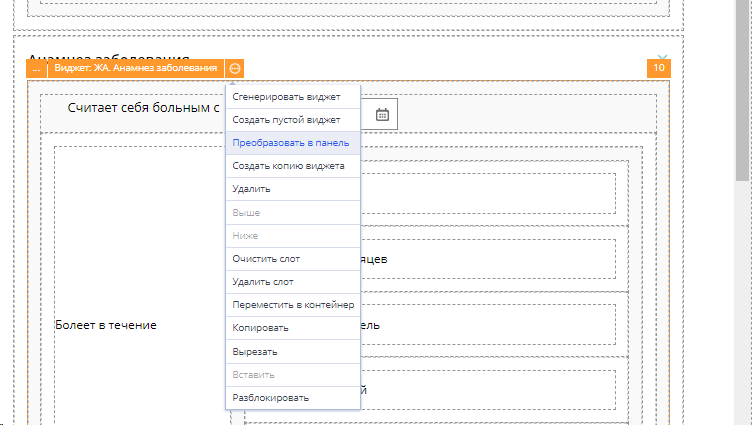 Анамнез заболевания
... Виджет: ЖА. Анамнез заболевания 10
Считает себя больным с
Сгенерировать виджет
Создать пустой виджет
Преобразовать в панель
Создать копию виджета
Удалить
Выше
Ниже
Очистить слот
яцев
Удалить слот
Переместить в контейнер
Болеет в течение
Копировать
ель
Вырезать
Вставить
й
Разблокировать